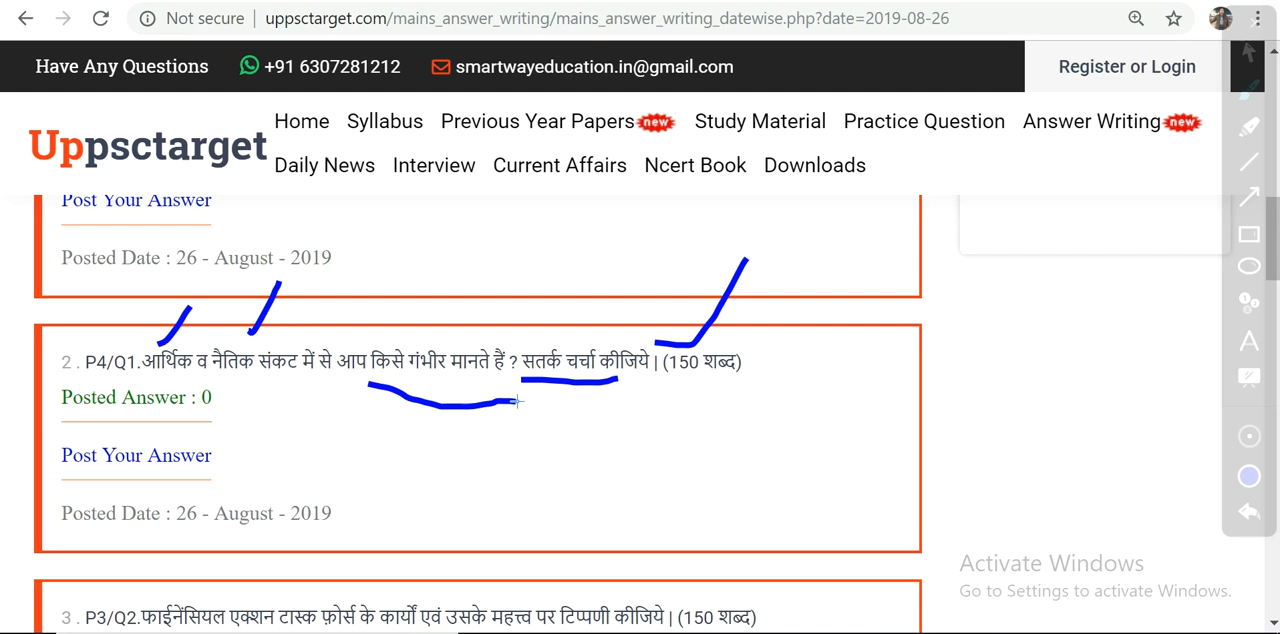 Not secure | uppsctarget.com/mains_answer_writing/mains_answer_writing_datewise.php?date=2019-08-26
Have Any Questions +91 6307281212 smartwayeducation.in@gmail.com Register or Login
Uppsctarget
Home Syllabus Previous Year Papers new Study Material Practice Question Answer Writing new
Daily News Interview Current Affairs Ncert Book Downloads
Post Your Answer
Posted Date : 26 - August - 2019
2 . P4/Q1.आर्थिक व नैतिक संकट में से आप किसे गंभीर मानते हैं ? सतर्क चर्चा कीजिये | (150 शब्द)
Posted Answer : 0
Post Your Answer
Posted Date : 26 - August - 2019
Activate Windows
Go to Settings to activate Windows.
3 . P3/Q2.फाईनेंसियल एक्शन टास्क फ़ोर्स के कार्यों एवं उसके महत्त्व पर टिप्पणी कीजिये | (150 शब्द)